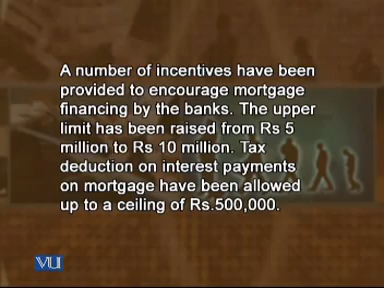 A number of incentives have been
provided to encourage mortgage
financing by the banks. The upper
limit has been raised from Rs 5
million to Rs 10 million. Tax
deduction on interest payments
on mortgage have been allowed
up to a ceiling of Rs.500,000.
VU